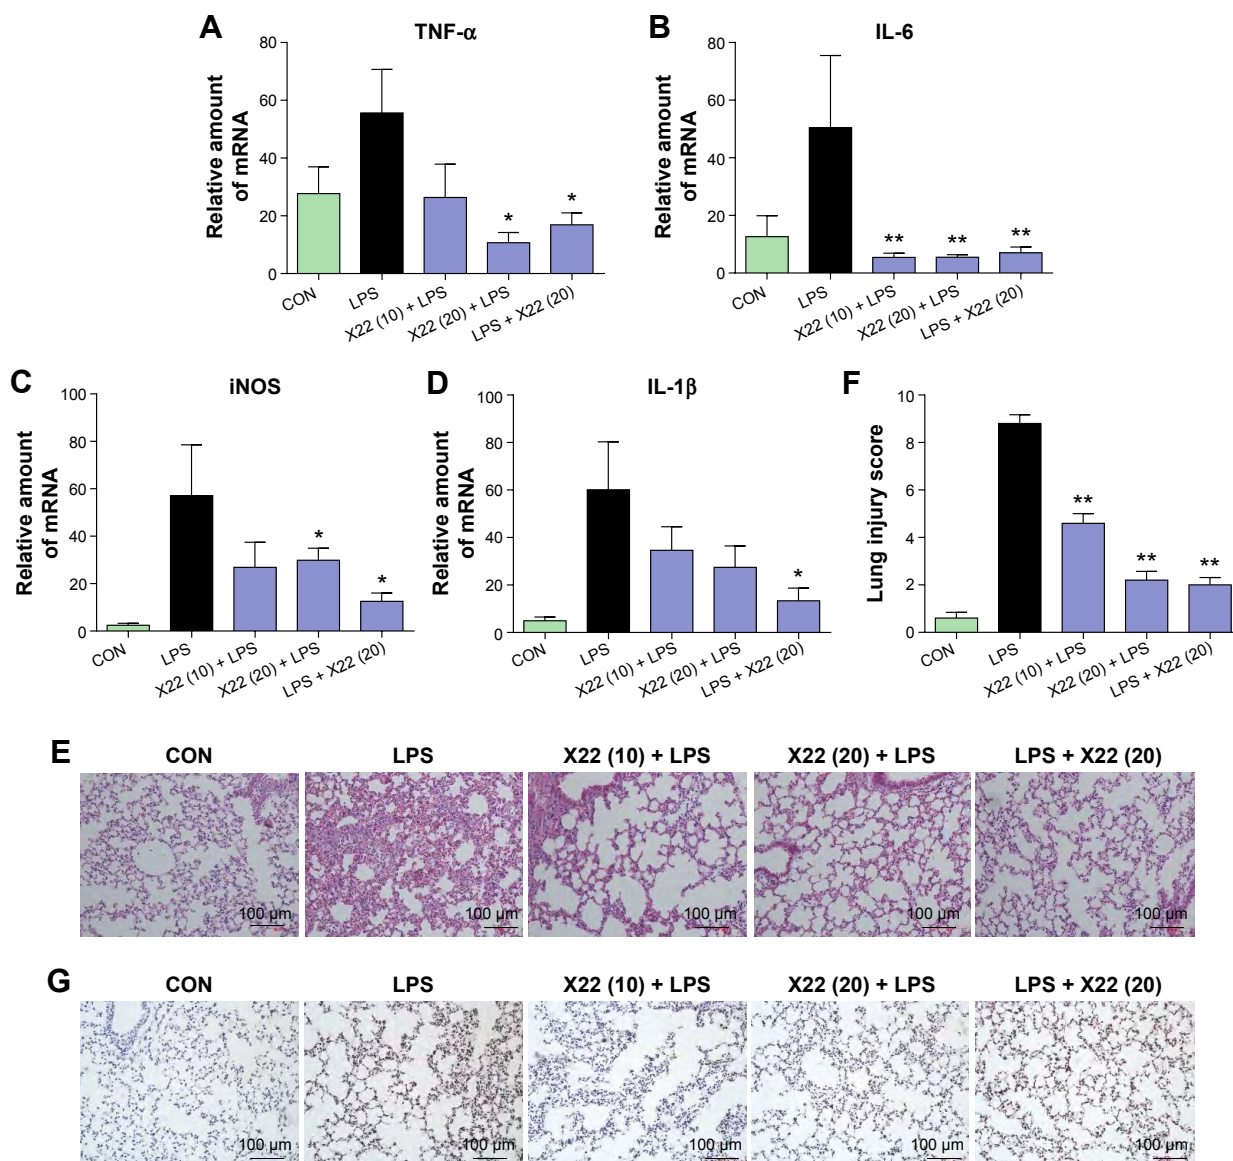 A
TNF-α
Relative amount
of mRNA
80
60
40
20
0
CON
LPS
X22 (10) + LPS
X22 (20) + LPS
LPS + X22 (20)
*
*
B
IL-6
Relative amount
of mRNA
80
60
40
20
0
CON
LPS
X22 (10) + LPS
X22 (20) + LPS
LPS + X22 (20)
**
**
**
C
iNOS
Relative amount
of mRNA
100
80
60
40
20
0
CON
LPS
X22 (10) + LPS
X22 (20) + LPS
LPS + X22 (20)
*
*
D
IL-1β
Relative amount
of mRNA
100
80
60
40
20
0
CON
LPS
X22 (10) + LPS
X22 (20) + LPS
LPS + X22 (20)
*
F
Lung injury score
10
8
6
4
2
0
CON
LPS
X22 (10) + LPS
X22 (20) + LPS
LPS + X22 (20)
**
**
**
E
CON
LPS
X22 (10) + LPS
X22 (20) + LPS
LPS + X22 (20)
100 µm
100 µm
100 µm
100 µm
100 µm
G
CON
LPS
X22 (10) + LPS
X22 (20) + LPS
LPS + X22 (20)
100 µm
100 µm
100 µm
100 µm
100 µm